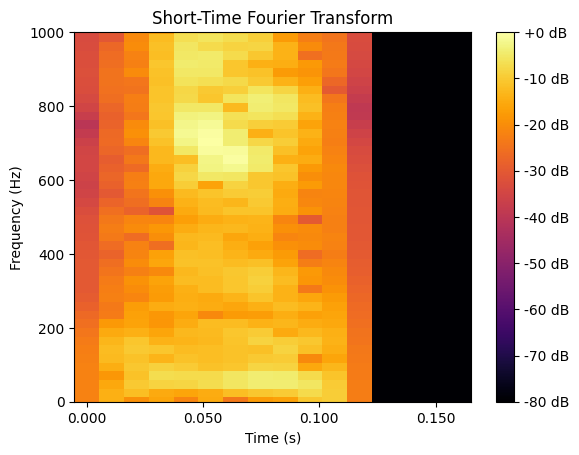 Short-Time Fourier Transform
1000
800
600
400
200
0
Frequency (Hz)
0.000
0.050
0.100
0.150
Time (s)
+0 dB
-10 dB
-20 dB
-30 dB
-40 dB
-50 dB
-60 dB
-70 dB
-80 dB